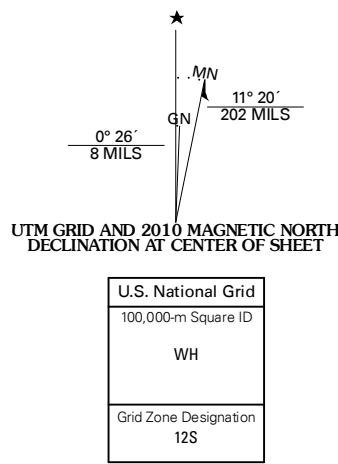 ★
MN
GN
11° 20´
202 MILS
0° 26´
8 MILS
UTM GRID AND 2010 MAGNETIC NORTH
DECLINATION AT CENTER OF SHEET
U.S. National Grid
100,000-m Square ID
WH
Grid Zone Designation
12S